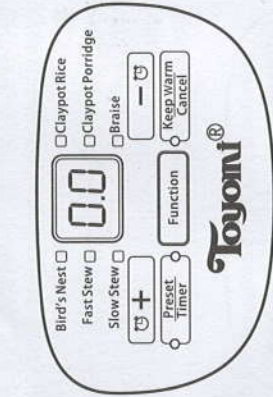 Bird's Nest 0.0 Claypot Rice
Fast Stew Claypot Porridge
Slow Stew Braise
+ −
Preset Timer Function Keep Warm Cancel
Toyomi®